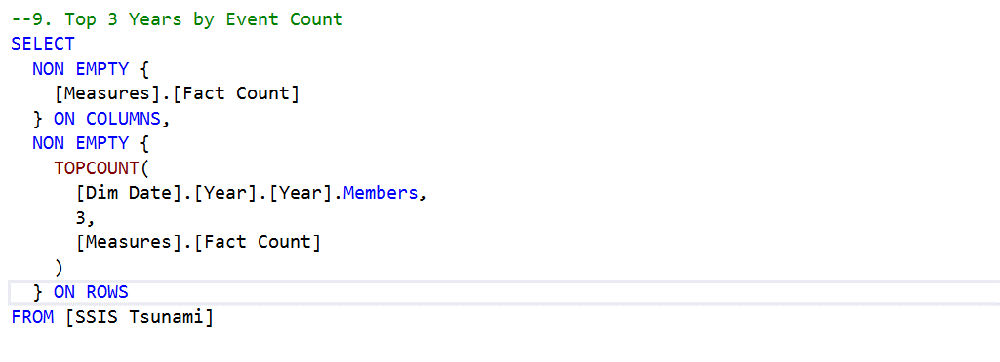 --9. Top 3 Years by Event Count
SELECT
  NON EMPTY {
    [Measures].[Fact Count]
  } ON COLUMNS,
  NON EMPTY {
    TOPCOUNT(
      [Dim Date].[Year].[Year].Members,
      3,
      [Measures].[Fact Count]
    )
  } ON ROWS
FROM [SSIS Tsunami]